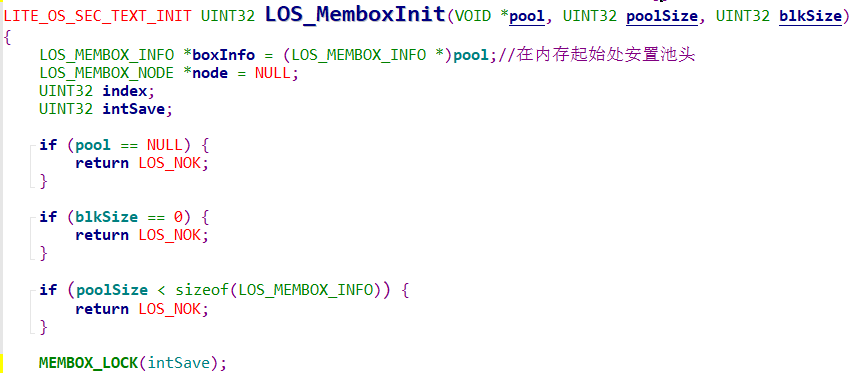 LITE_OS_SEC_TEXT_INIT UINT32 LOS_MemboxInit(VOID *pool, UINT32 poolSize, UINT32 blkSize)
{
    LOS_MEMBOX_INFO *boxInfo = (LOS_MEMBOX_INFO *)pool;//在内存起始处安置池头
    LOS_MEMBOX_NODE *node = NULL;
    UINT32 index;
    UINT32 intSave;

    if (pool == NULL) {
        return LOS_NOK;
    }

    if (blkSize == 0) {
        return LOS_NOK;
    }

    if (poolSize < sizeof(LOS_MEMBOX_INFO)) {
        return LOS_NOK;
    }

    MEMBOX_LOCK(intSave);